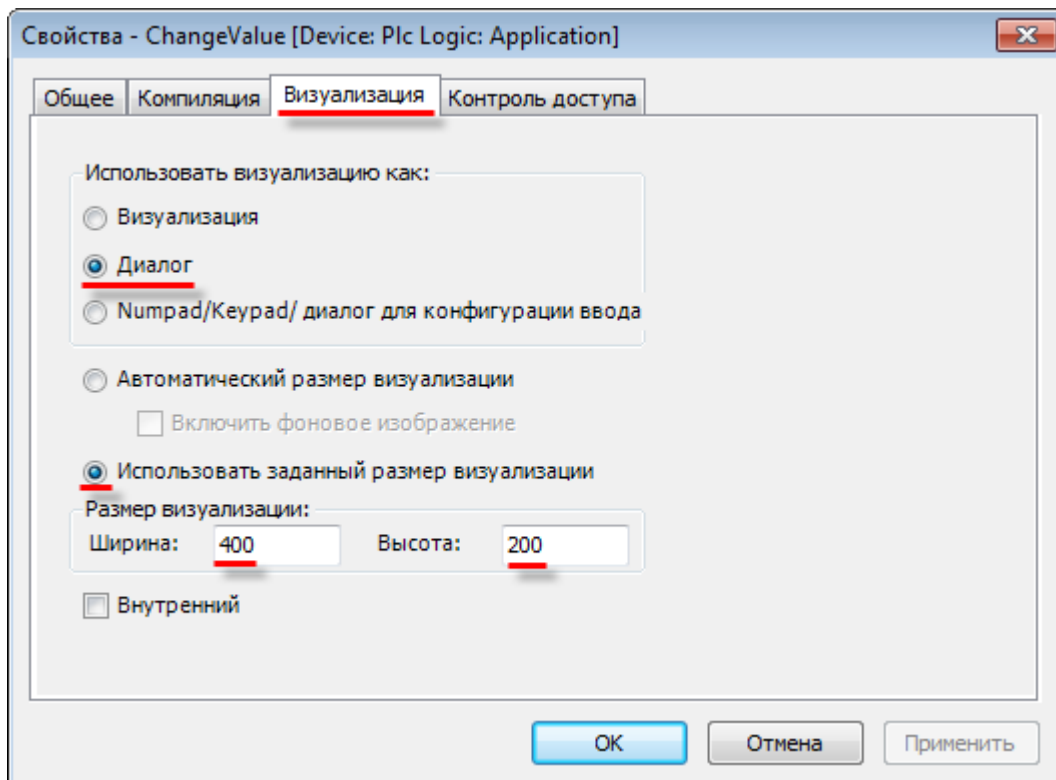 Свойства - ChangeValue [Device: Plc Logic: Application]
Общее Компиляция Визуализация Контроль доступа
Использовать визуализацию как:
Визуализация
Диалог
Numpad/Keypad/ диалог для конфигурации ввода
Автоматический размер визуализации
Включить фоновое изображение
Использовать заданный размер визуализации
Размер визуализации:
Ширина: 400 Высота: 200
Внутренний
OK Отмена Применить